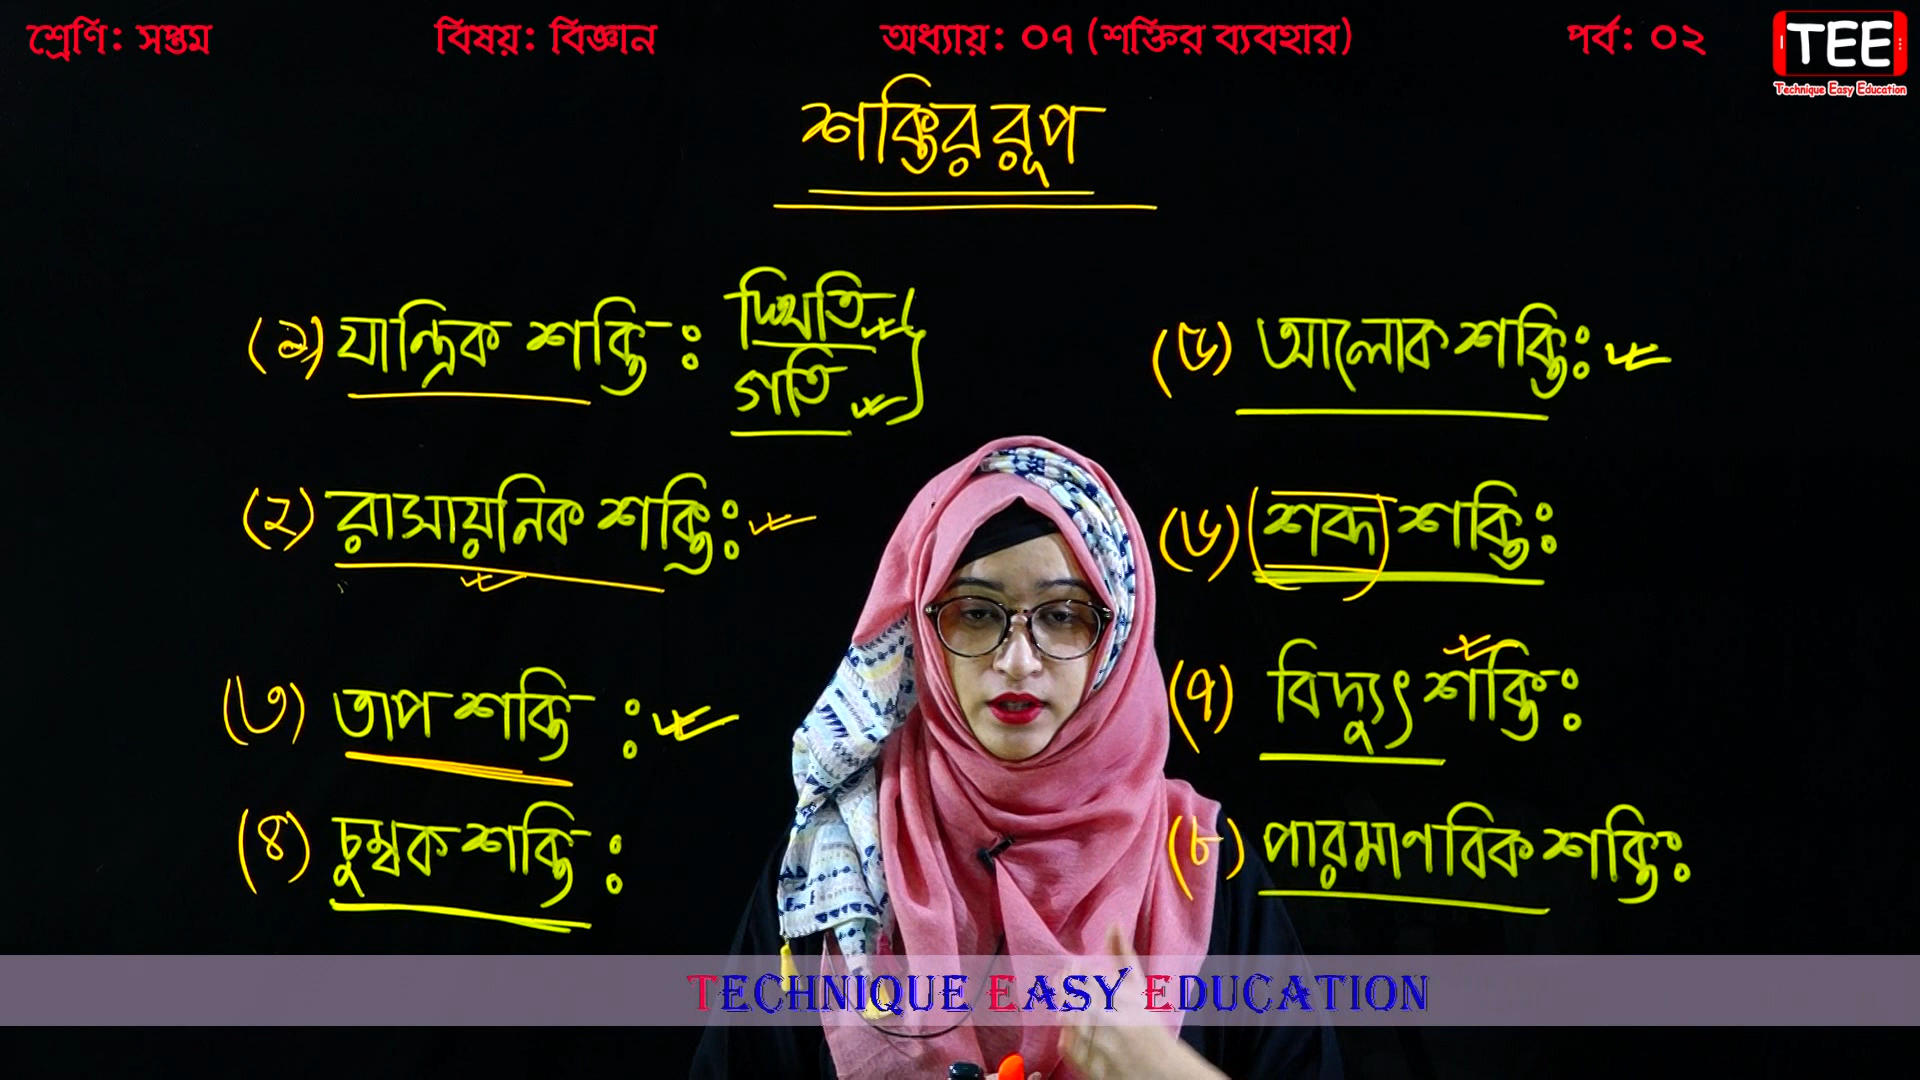 শ্রেণি: সপ্তম
বিষয়: বিজ্ঞান
অধ্যায়: ০৭ (শক্তির ব্যবহার)
পর্ব: ০২
TEE
Technique Easy Education
শক্তির রূপ
(১) যান্ত্রিক শক্তি : স্থিতি
গতি
(২) রাসায়নিক শক্তি:
(৩) তাপ শক্তি :
(৪) চুম্বক শক্তি :
(৫) আলোক শক্তি:
(৬) শব্দ শক্তি:
(৭) বিদ্যুৎ শক্তি:
(৮) পারমাণবিক শক্তি:
TECHNIQUE EASY EDUCATION